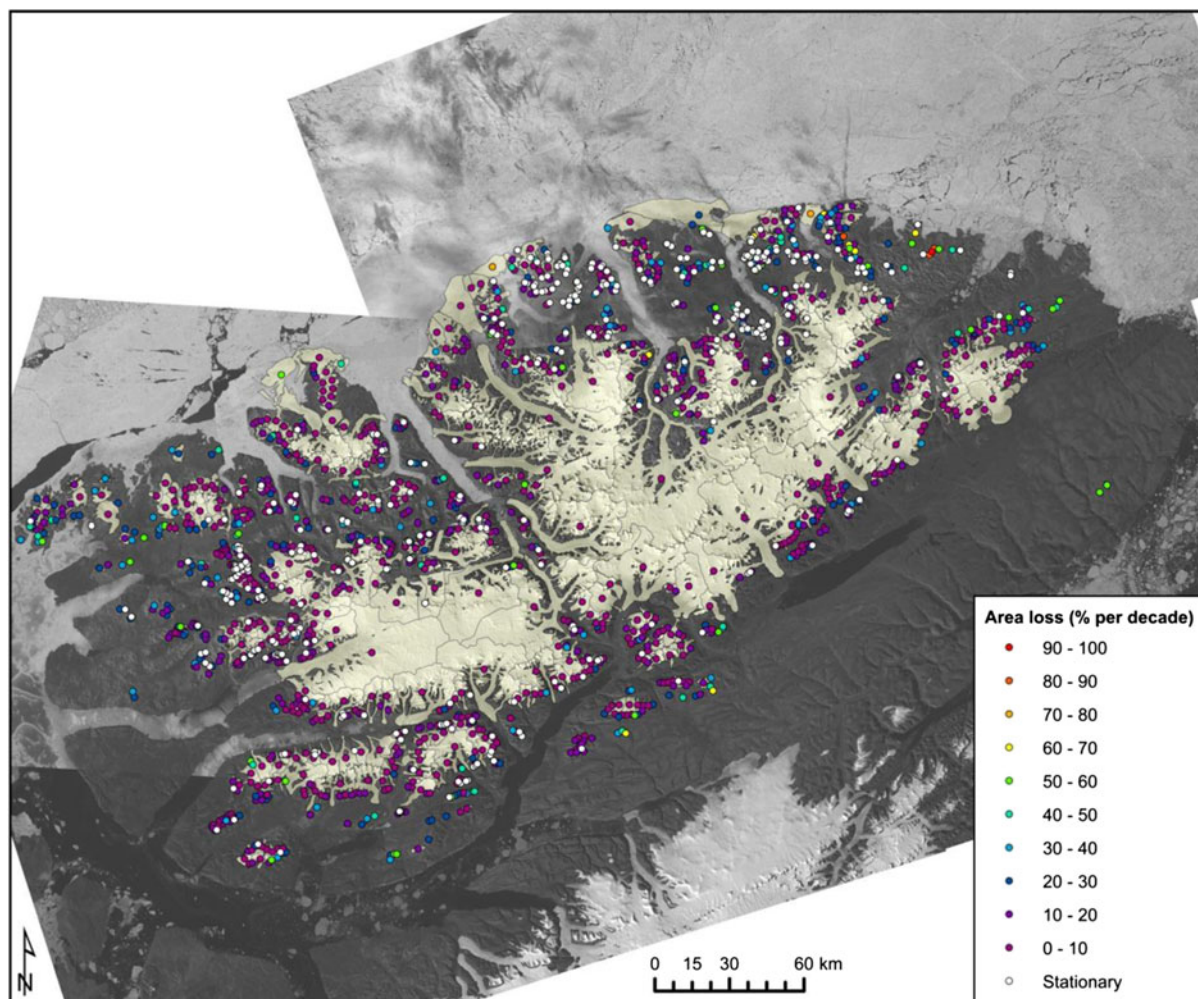 Area loss (% per decade)
90 - 100
80 - 90
70 - 80
60 - 70
50 - 60
40 - 50
30 - 40
20 - 30
10 - 20
0 - 10
Stationary
N
0 15 30 60 km